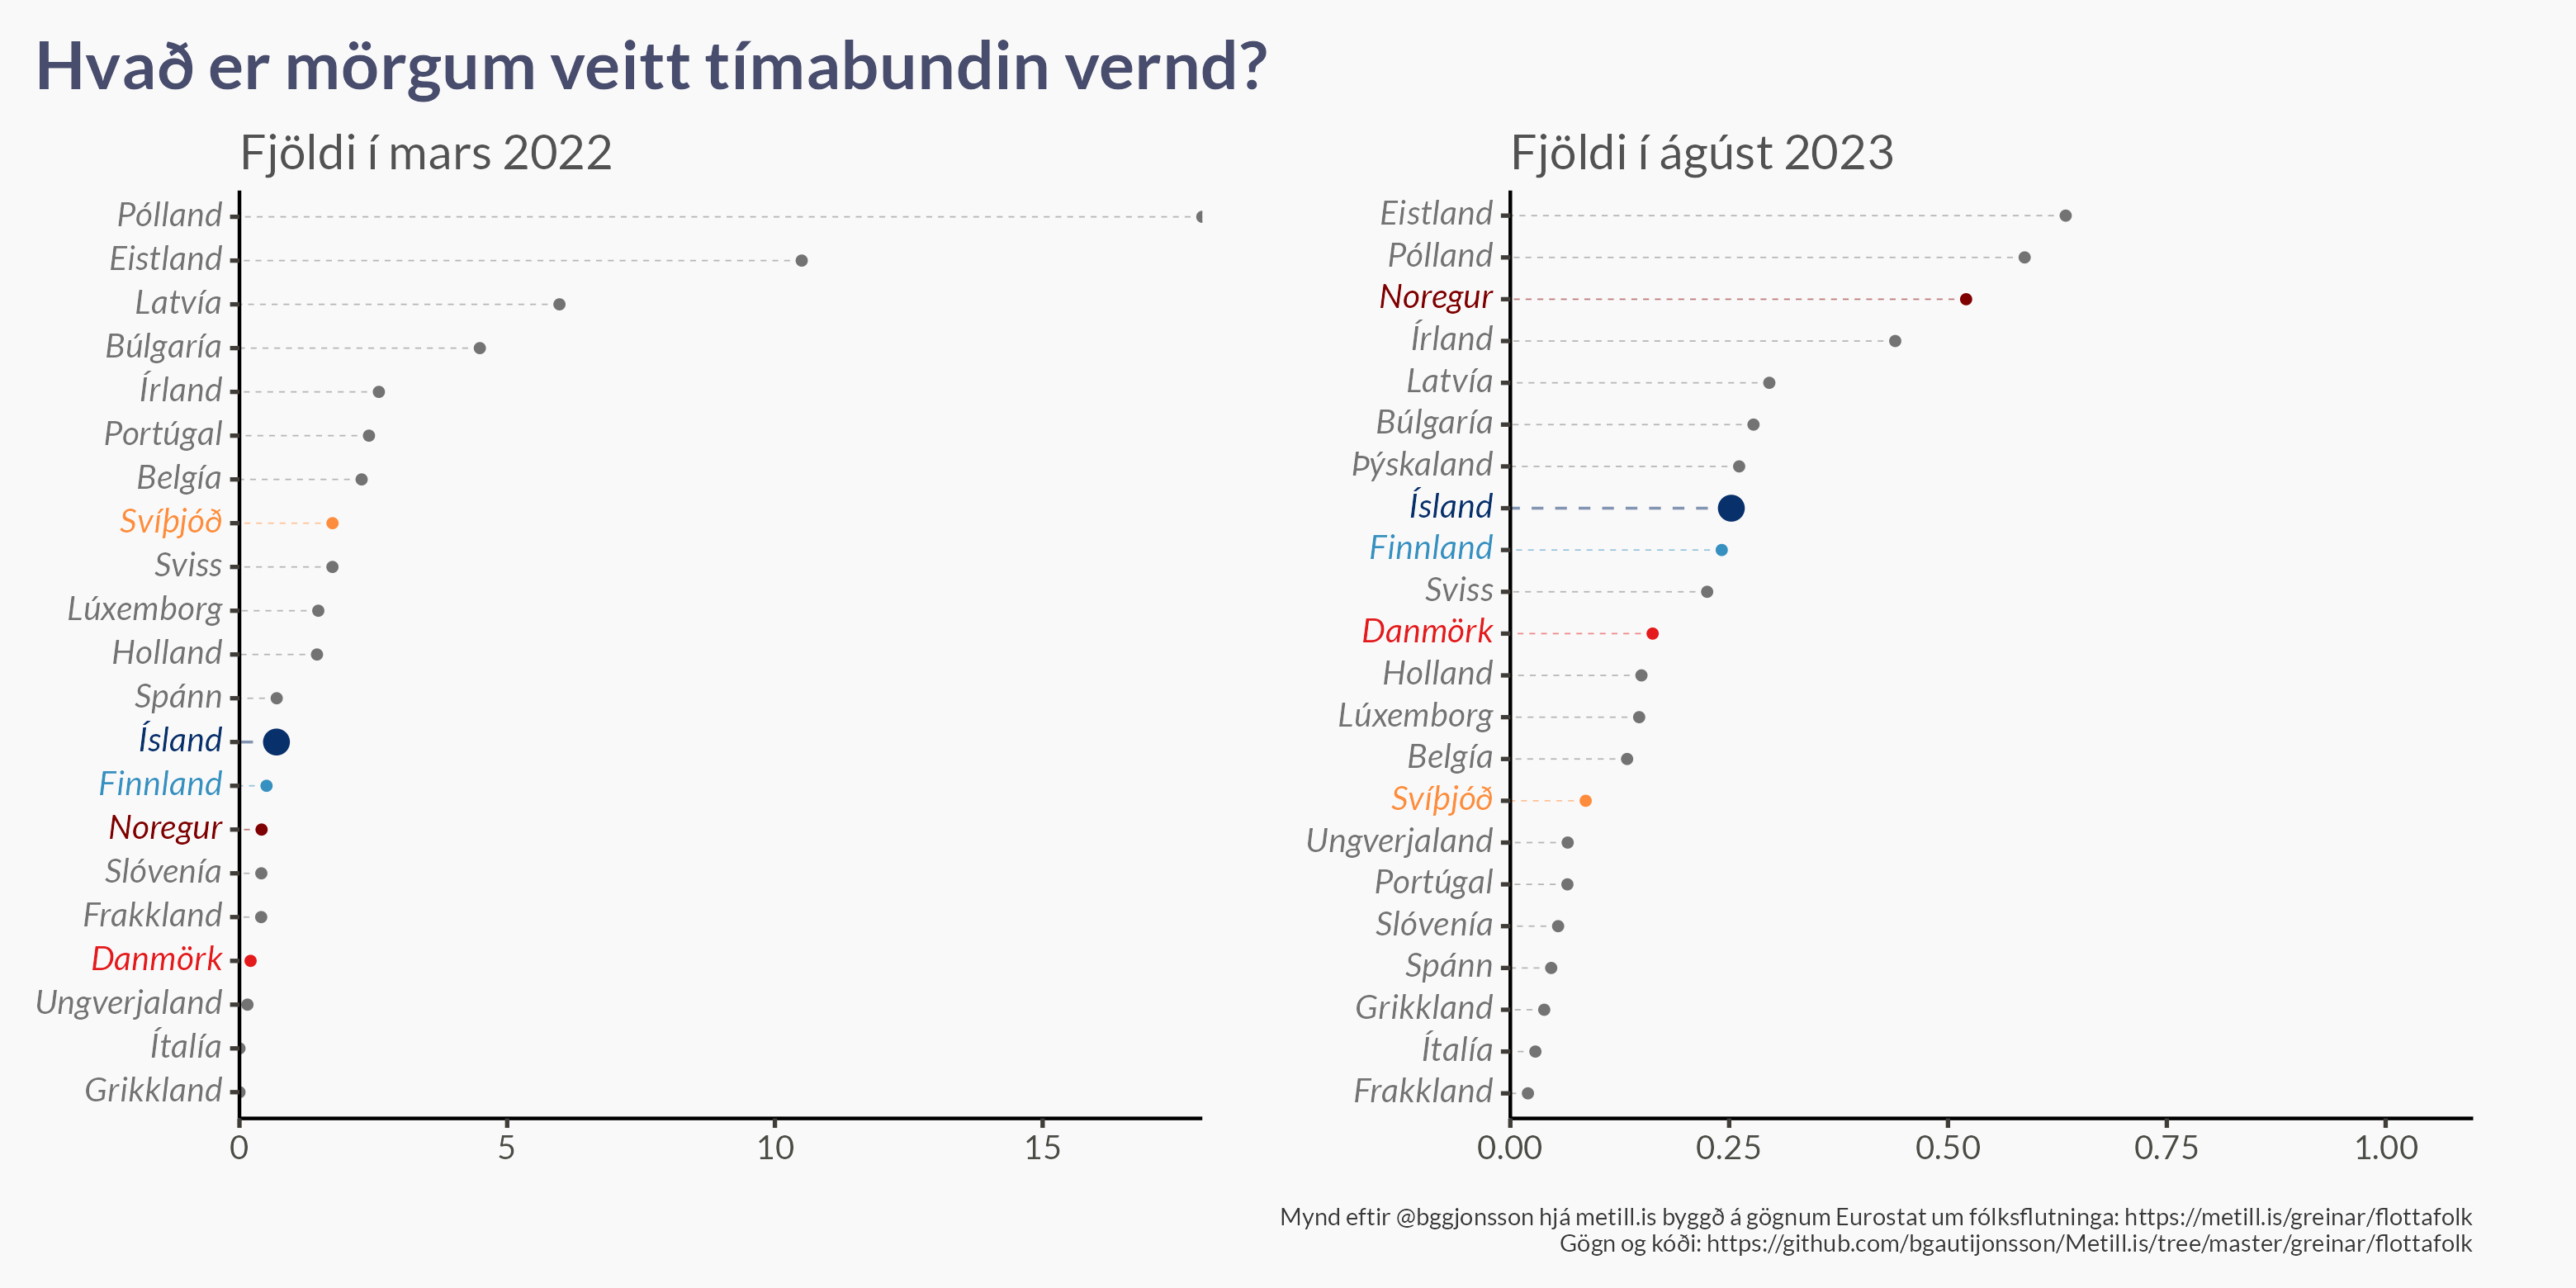 Hvað er mörgum veitt tímabundin vernd?
Fjöldi í mars 2022
Pólland
Eistland
Latvía
Búlgaría
Írland
Portúgal
Belgía
Svíþjóð
Sviss
Lúxemborg
Holland
Spánn
Ísland
Finnland
Noregur
Slóvenía
Frakkland
Danmörk
Ungverjaland
Ítalía
Grikkland
0 5 10 15
Fjöldi í ágúst 2023
Eistland
Pólland
Noregur
Írland
Latvía
Búlgaría
Þýskaland
Ísland
Finnland
Sviss
Danmörk
Holland
Lúxemborg
Belgía
Svíþjóð
Ungverjaland
Portúgal
Slóvenía
Spánn
Grikkland
Ítalía
Frakkland
0.00 0.25 0.50 0.75 1.00
Mynd eftir @bggjonsson hjá metill.is byggð á gögnum Eurostat um fólksflutninga: https://metill.is/greinar/flottafolk
Gögn og kóði: https://github.com/bgautijonsson/Metill.is/tree/master/greinar/flottafolk